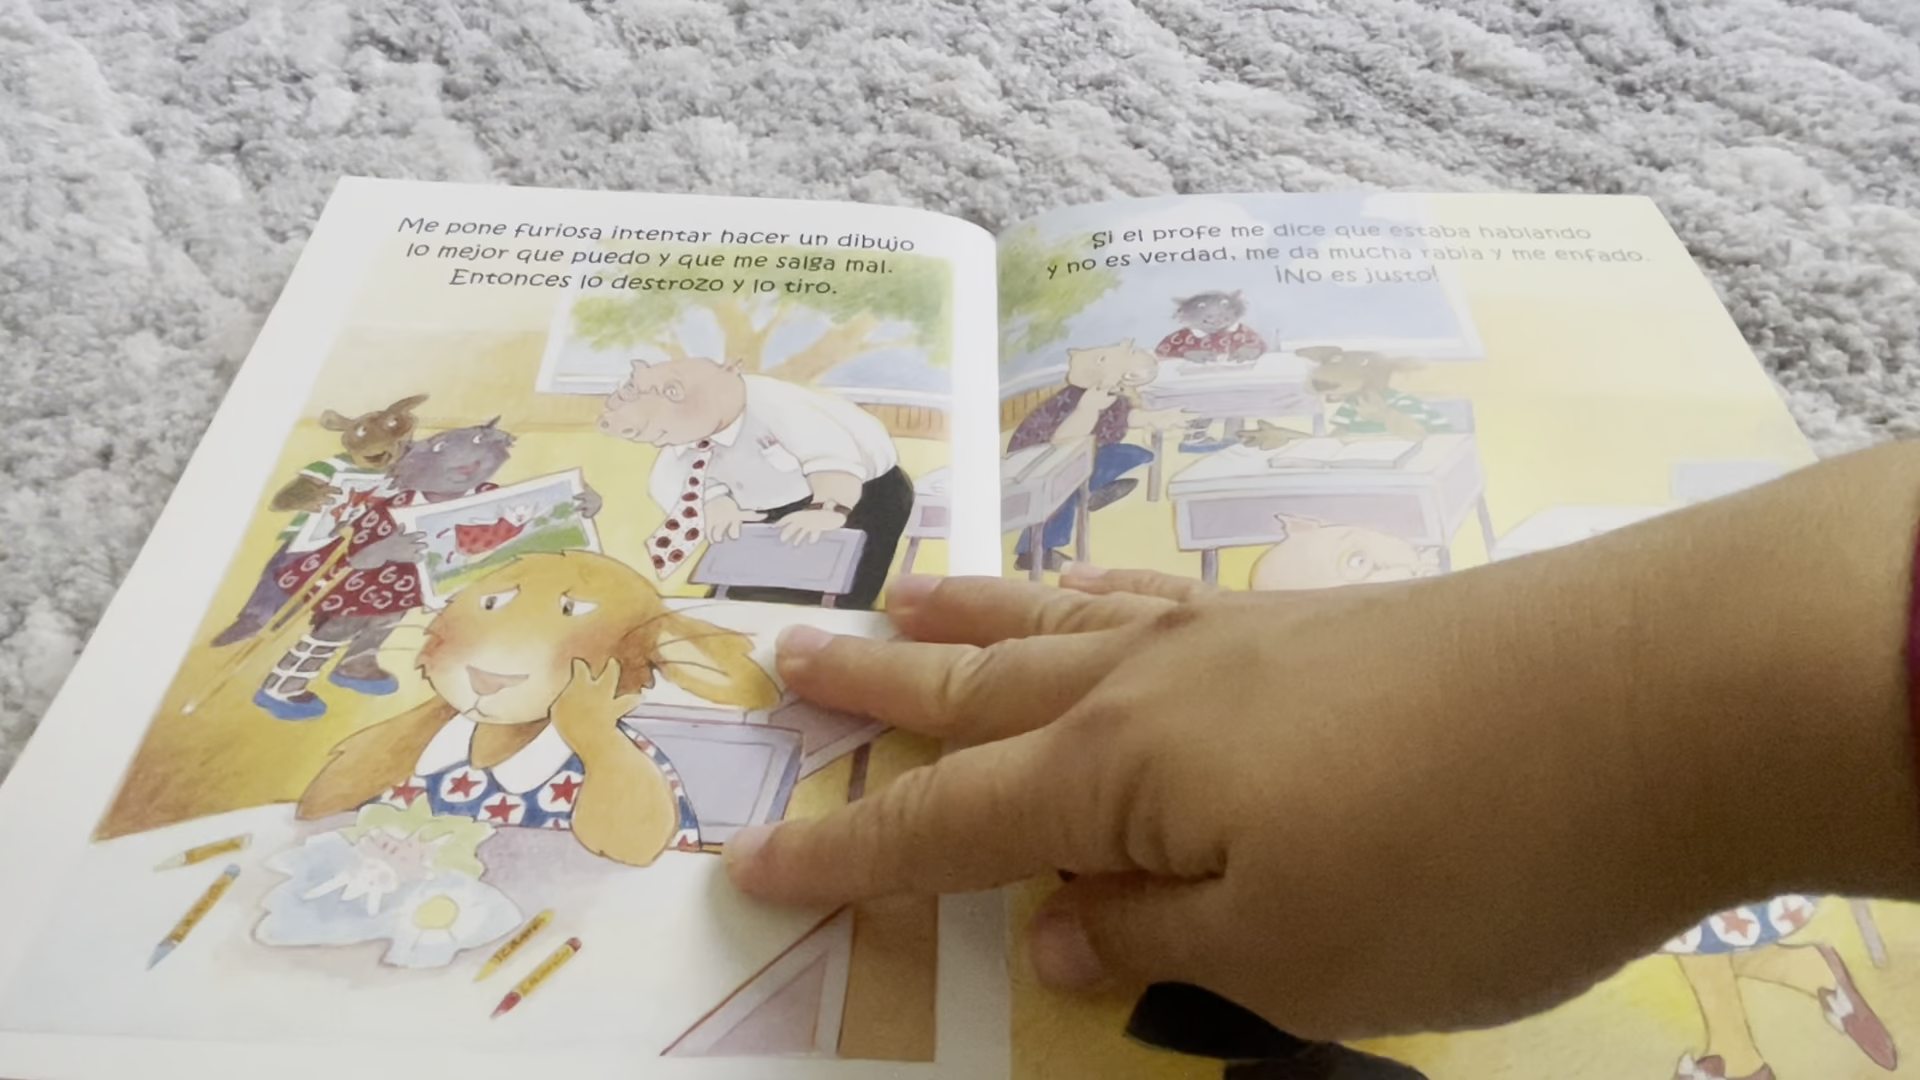 Me pone furiosa intentar hacer un dibujo
lo mejor que puedo y que me salga mal.
Entonces lo destrozo y lo tiro.
Si el profe me dice que estaba hablando
y no es verdad, me da mucha rabia y me enfado.
¡No es justo!